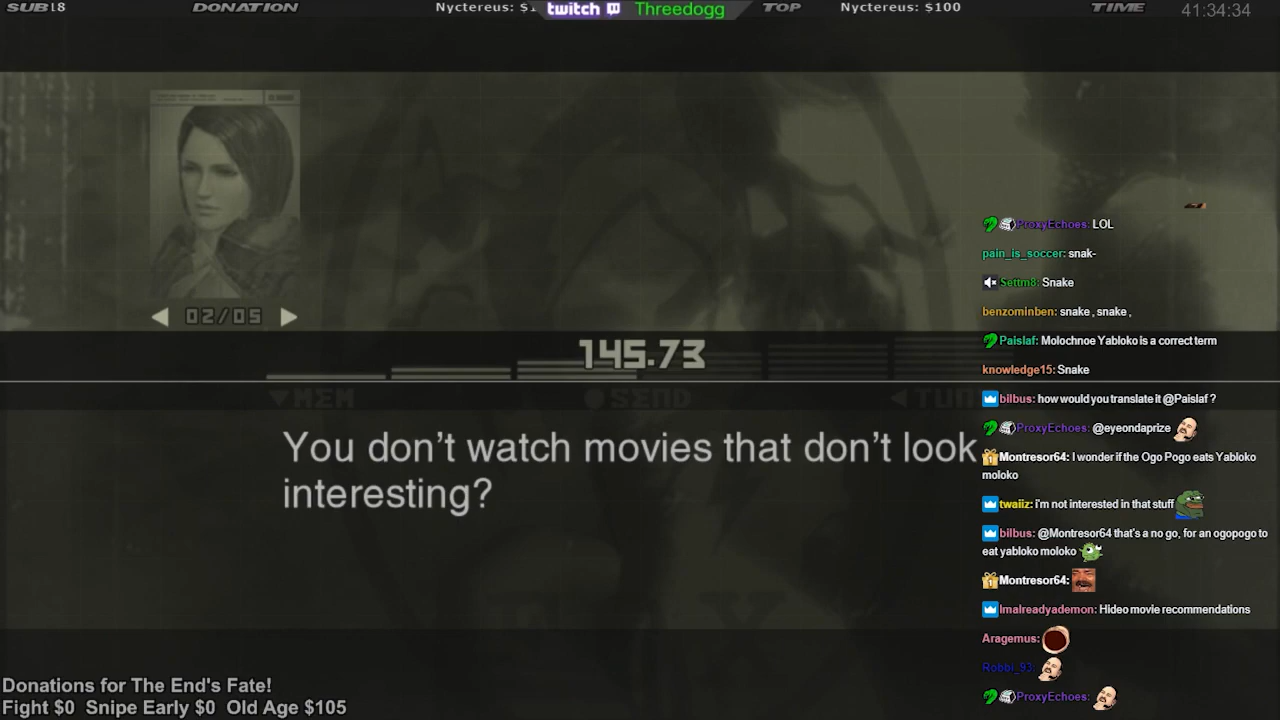 SUB18 DONATION Nyctereus: $1 twitch Threedogg TOP Nyctereus: $100 TIME 41:34:34
02/05
145.73
MEM SEND TUN
You don't watch movies that don't look
interesting?
ProxyEchoes: LOL
pain_is_soccer: snak-
Settm8: Snake
benzominben: snake , snake ,
Paislaf: Molochnoe Yabloko is a correct term
knowledge15: Snake
bilbus: how would you translate it @Paislaf ?
ProxyEchoes: @eyeondaprize
Montresor64: I wonder if the Ogo Pogo eats Yabloko
moloko
twaiiz: i'm not interested in that stuff
bilbus: @Montresor64 that's a no go, for an ogopogo to
eat yabloko moloko
Montresor64:
Imalreadyademon: Hideo movie recommendations
Aragemus:
Robbi_93:
ProxyEchoes:
Donations for The End's Fate!
Fight $0 Snipe Early $0 Old Age $105